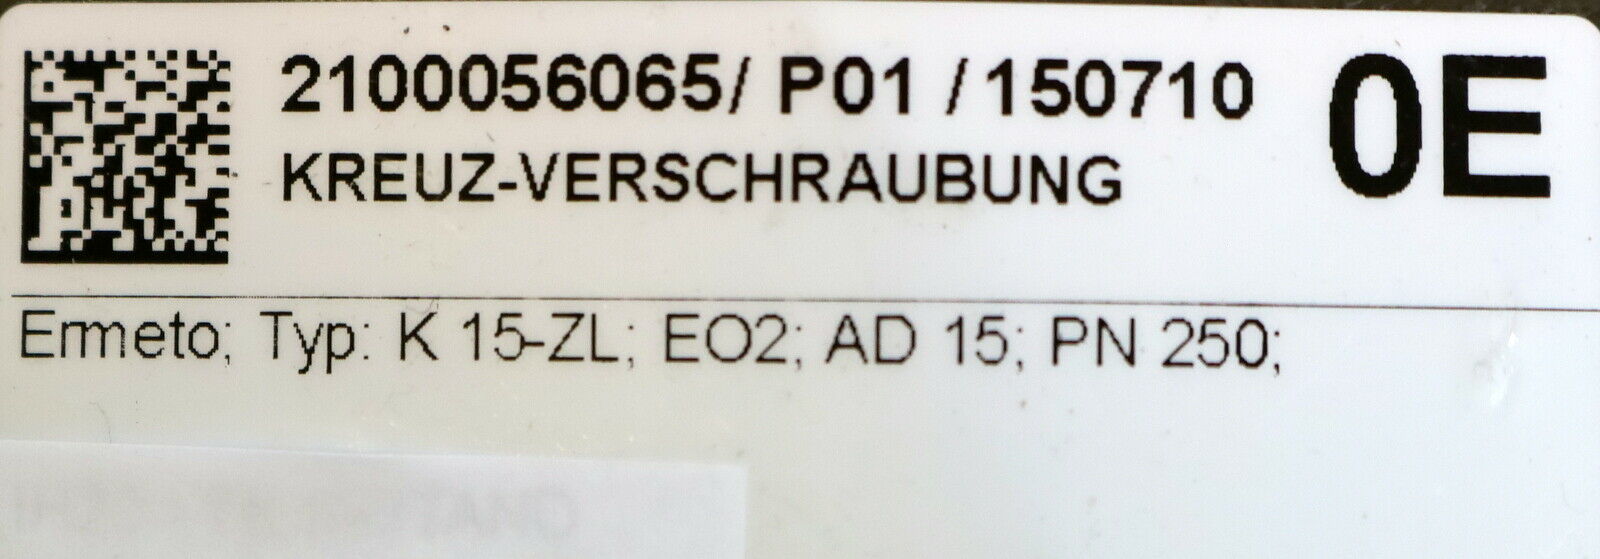 2100056065/ P01 /150710
0E
KREUZ-VERSCHRAUBUNG
Ermeto; Typ: K 15-ZL; EO2; AD 15; PN 250;